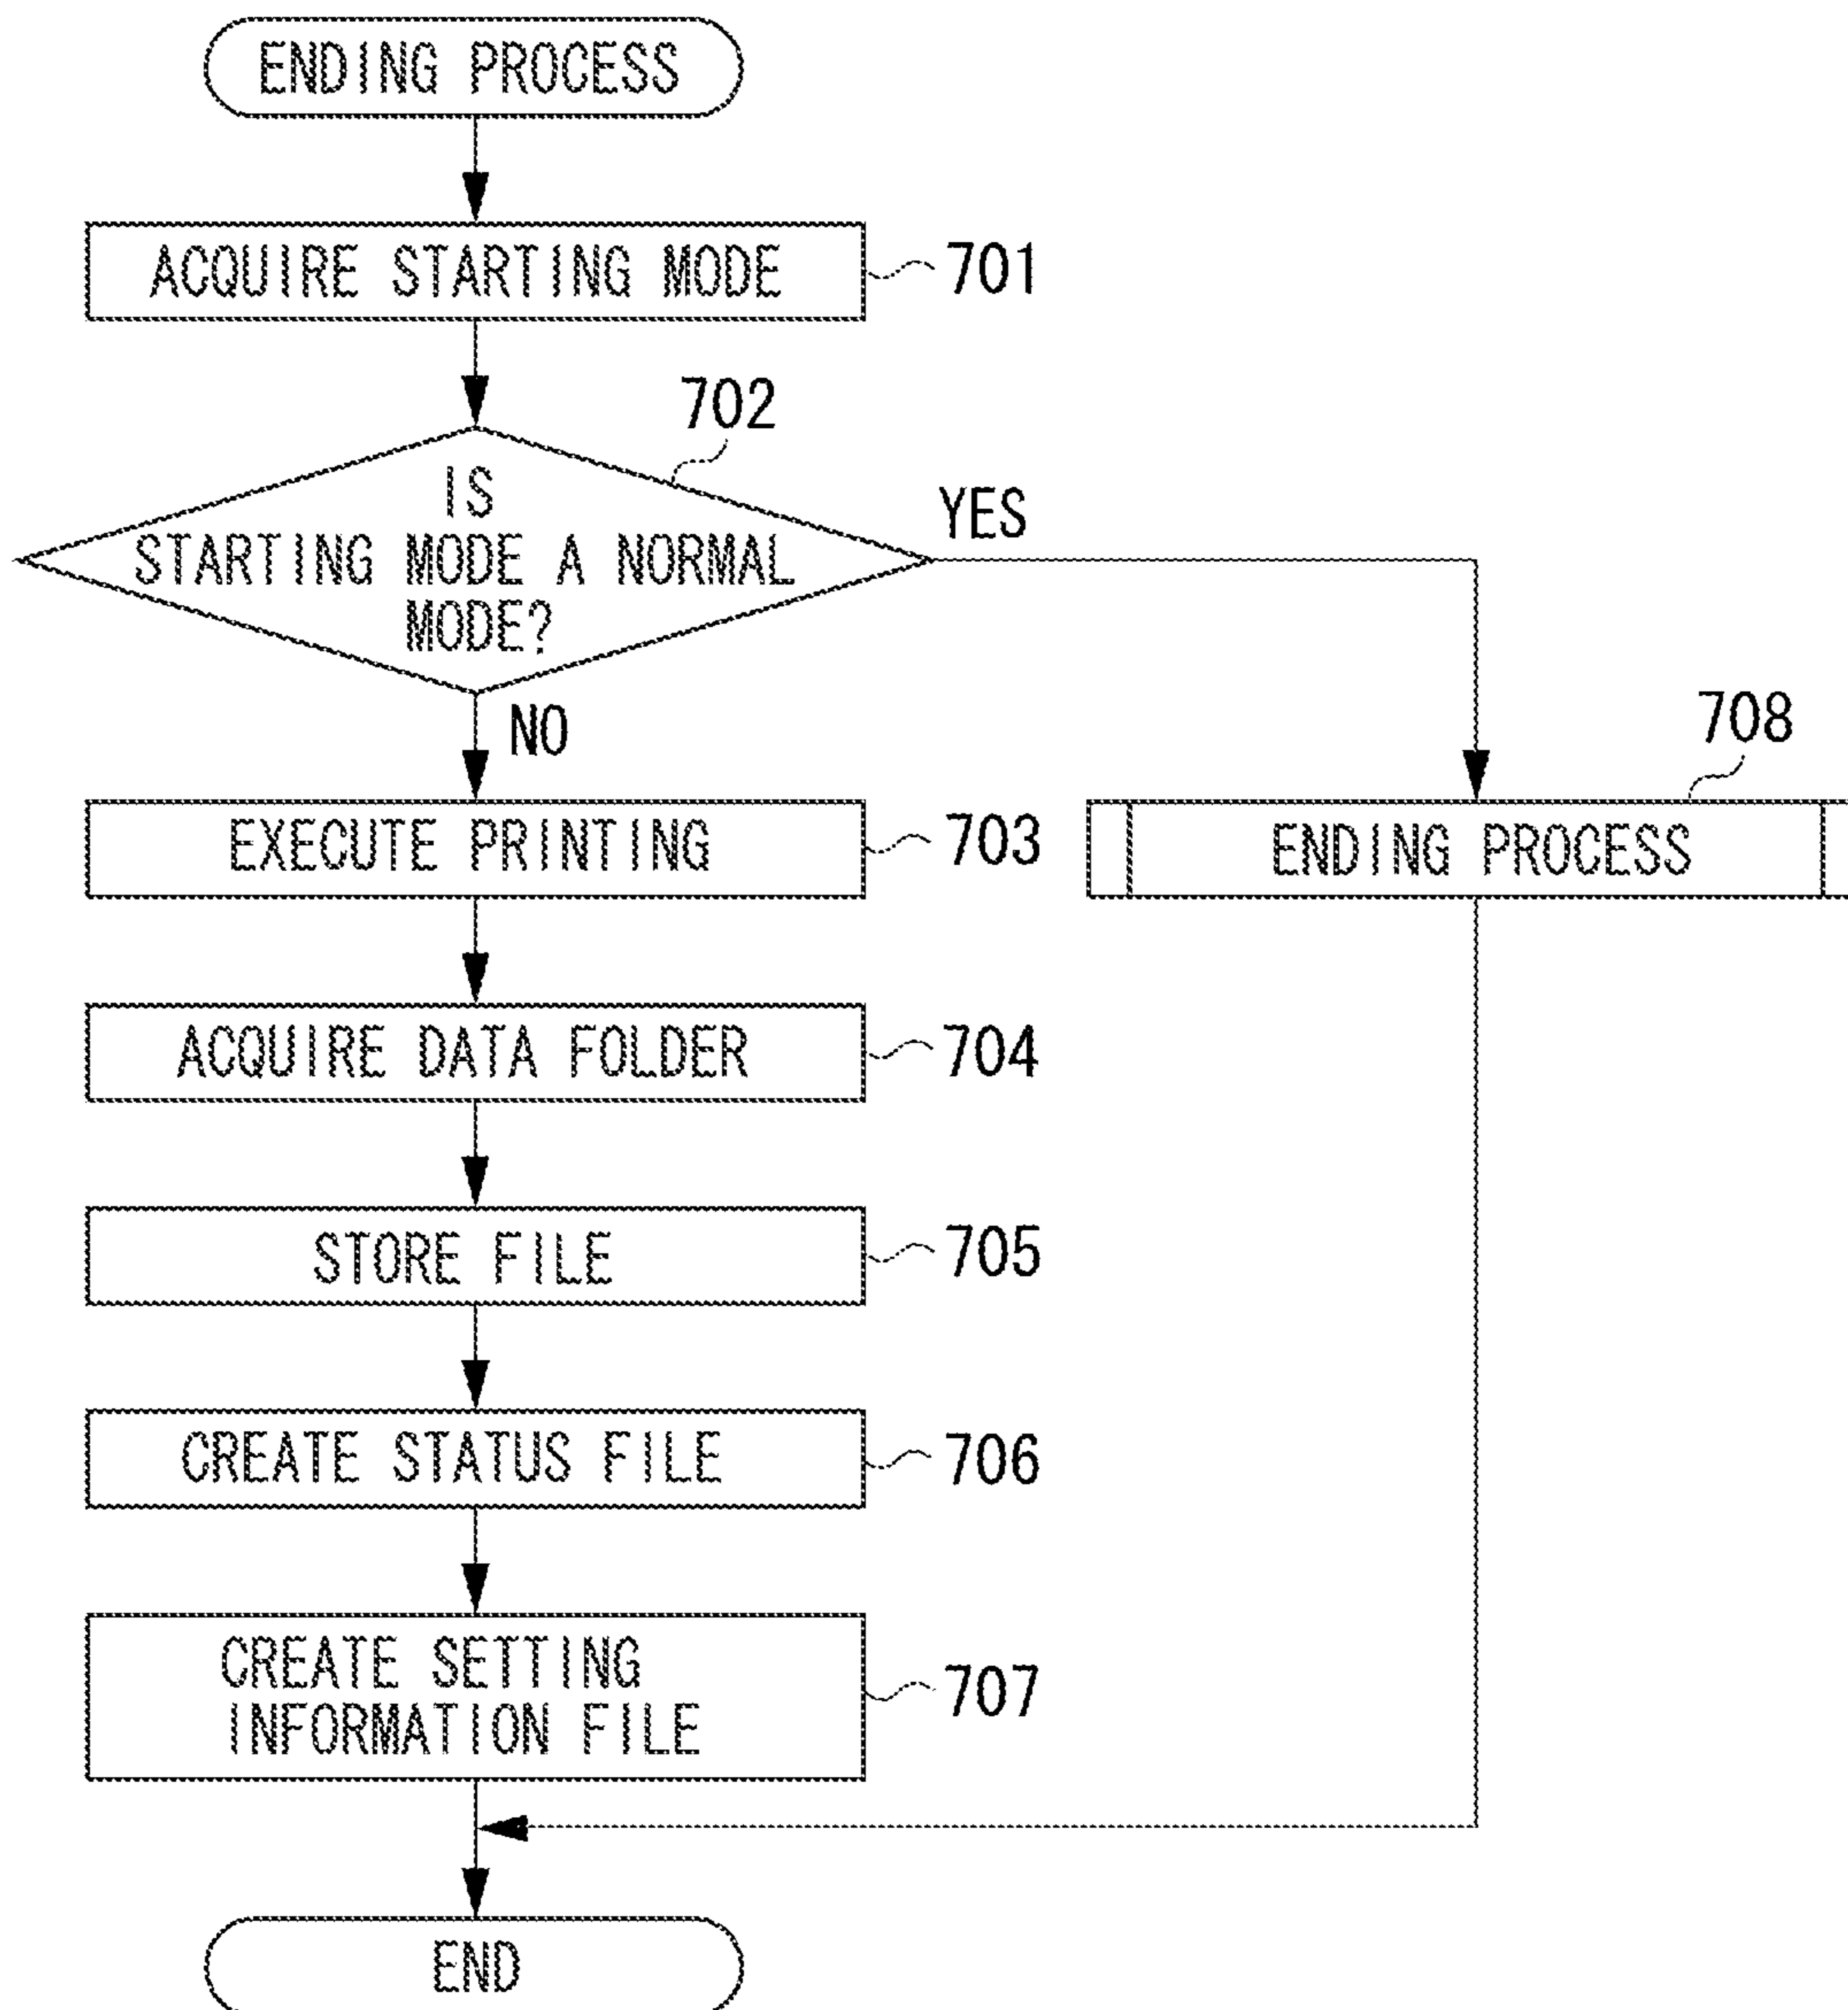 ENDING PROCESS
ACQUIRE STARTING MODE
701
702
IS
STARTING MODE A NORMAL
MODE?
YES
NO
708
EXECUTE PRINTING
703
ENDING PROCESS
ACQUIRE DATA FOLDER
704
STORE FILE
705
CREATE STATUS FILE
706
CREATE SETTING
INFORMATION FILE
707
END